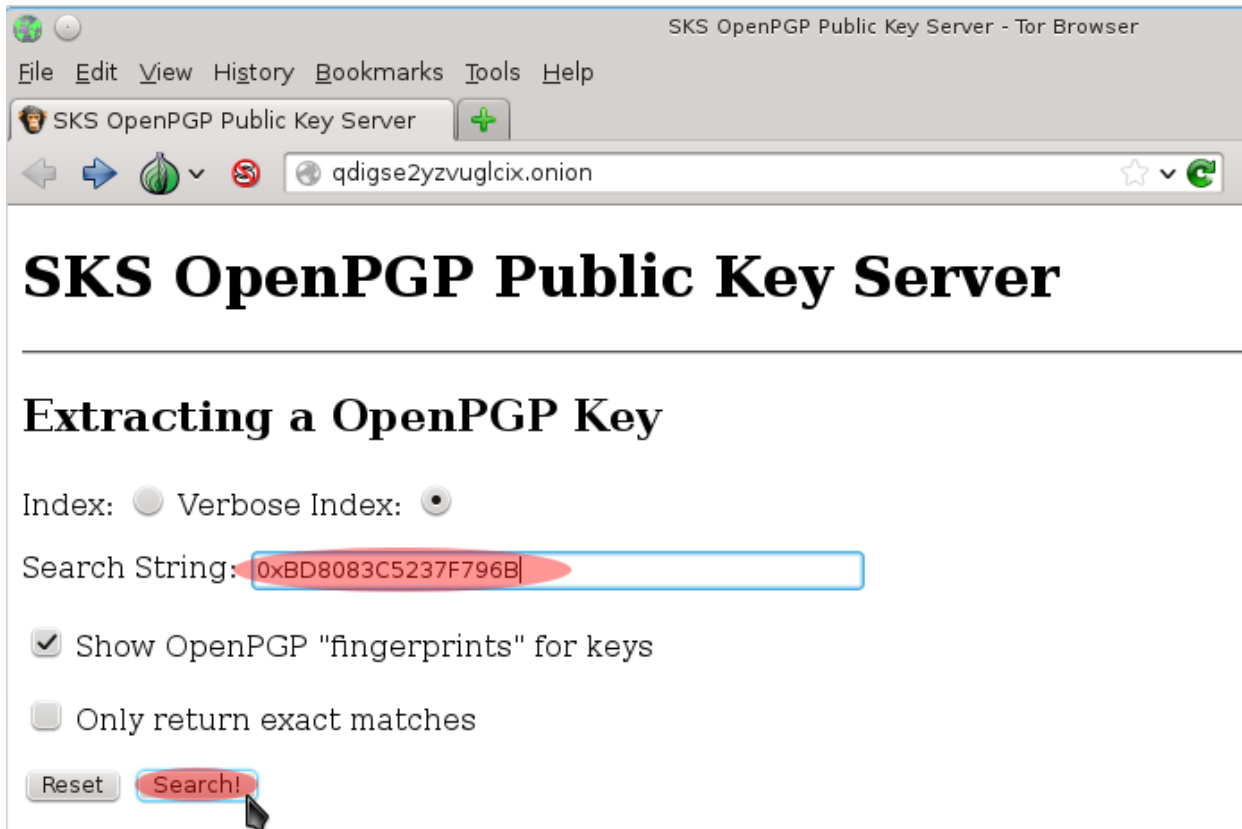 SKS OpenPGP Public Key Server - Tor Browser
File Edit View History Bookmarks Tools Help
SKS OpenPGP Public Key Server
qdigse2yzvuglcix.onion
SKS OpenPGP Public Key Server
Extracting a OpenPGP Key
Index: Verbose Index:
Search String: 0xBD8083C5237F796B
Show OpenPGP "fingerprints" for keys
Only return exact matches
Reset Search!